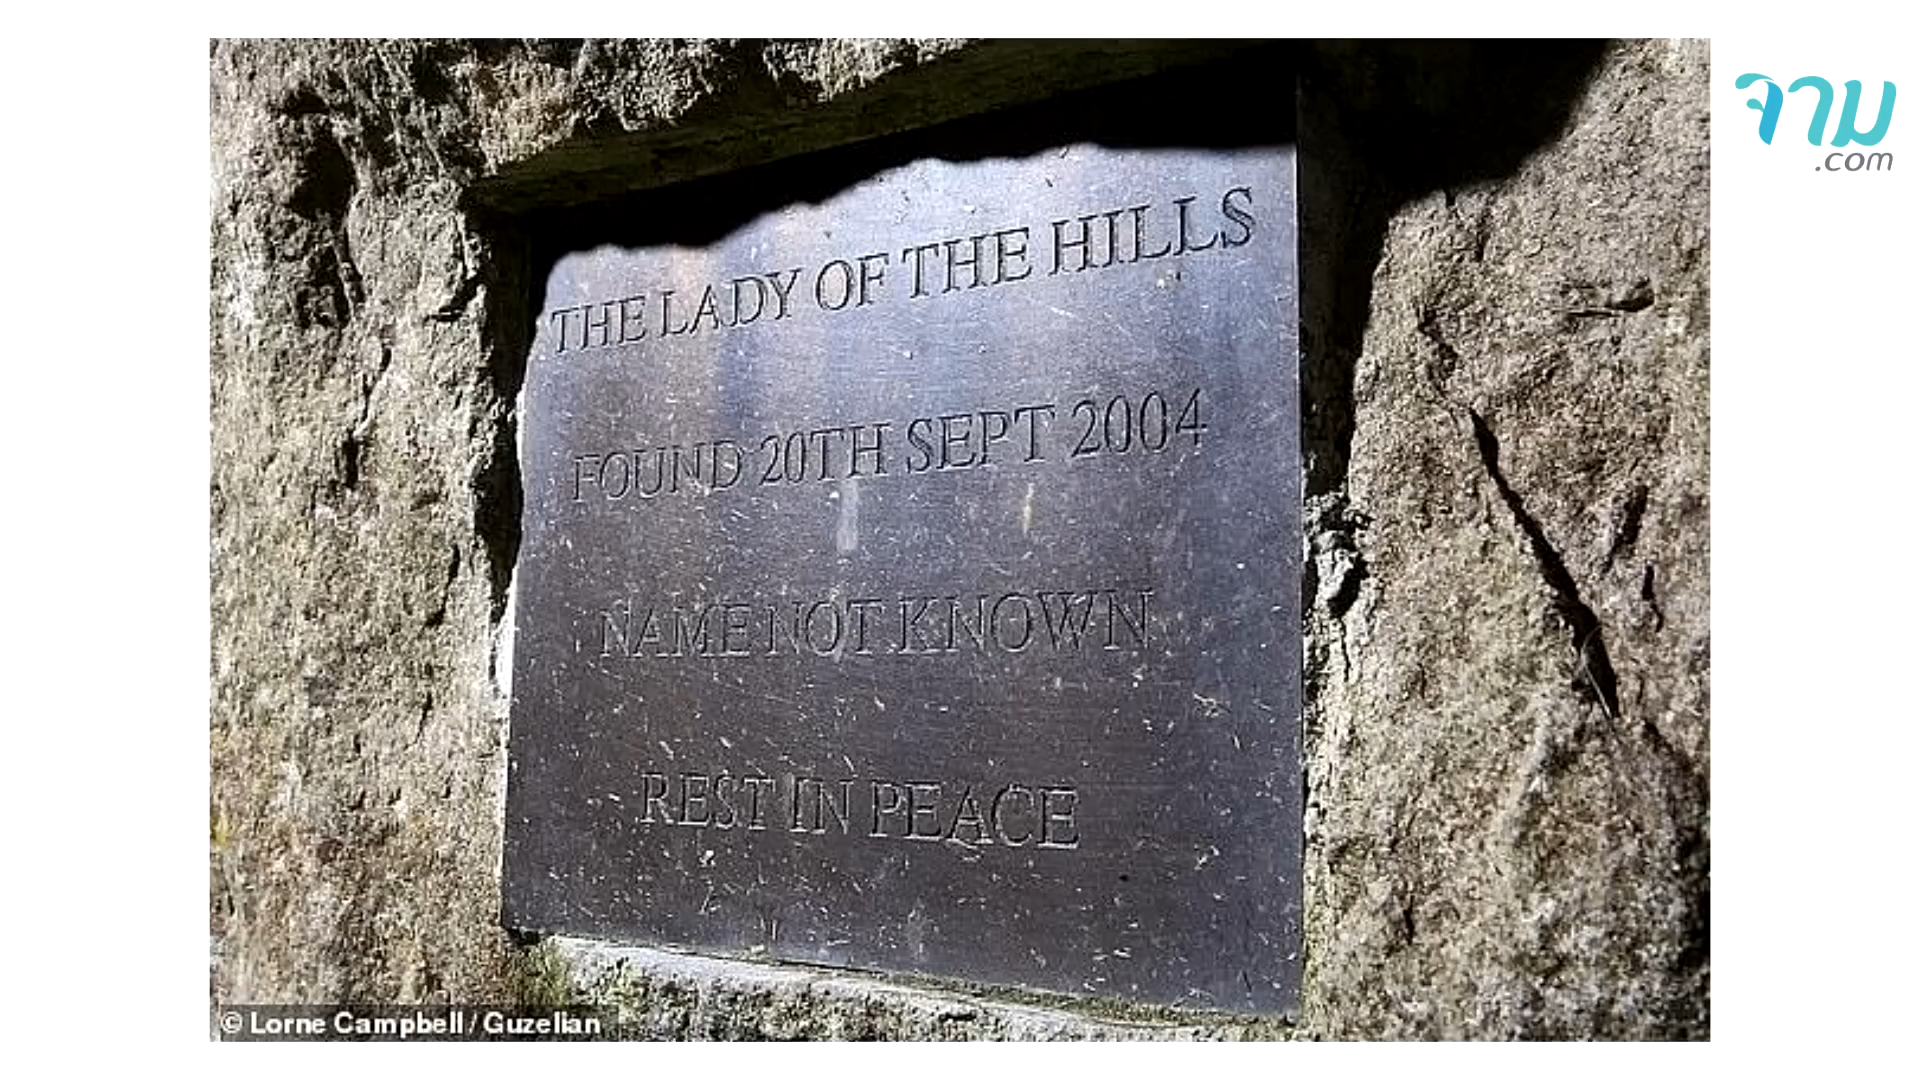 จาม
.com
THE LADY OF THE HILLS
FOUND 20TH SEPT 2004
NAME NOT KNOWN
REST IN PEACE
© Lorne Campbell / Guzelian